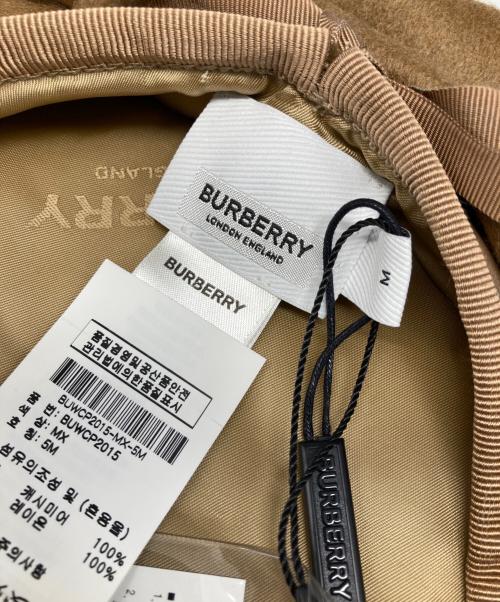 BURBERRY
LONDON ENGLAND
M
BURBERRY
RRY
ENGLAND
품질경영및공산품안전
관리법에의한품질표시
BUWCP2015-MX-5M
품 번: BUWCP2015
색 상: MX
호 칭: 5M
섬유의조성 및 (혼용율)
캐시미어 100%
레이온 100%
주의사항
BURBERRY